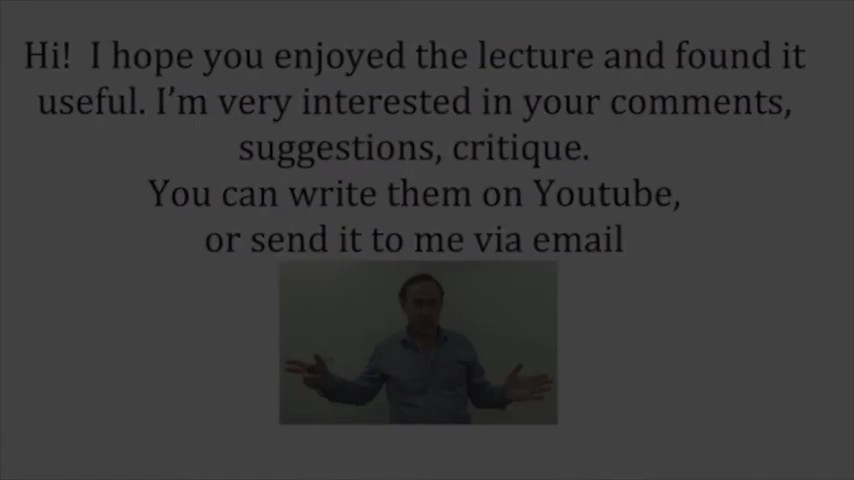 Hi!  I hope you enjoyed the lecture and found it
useful. I’m very interested in your comments,
suggestions, critique.
You can write them on Youtube,
or send it to me via email